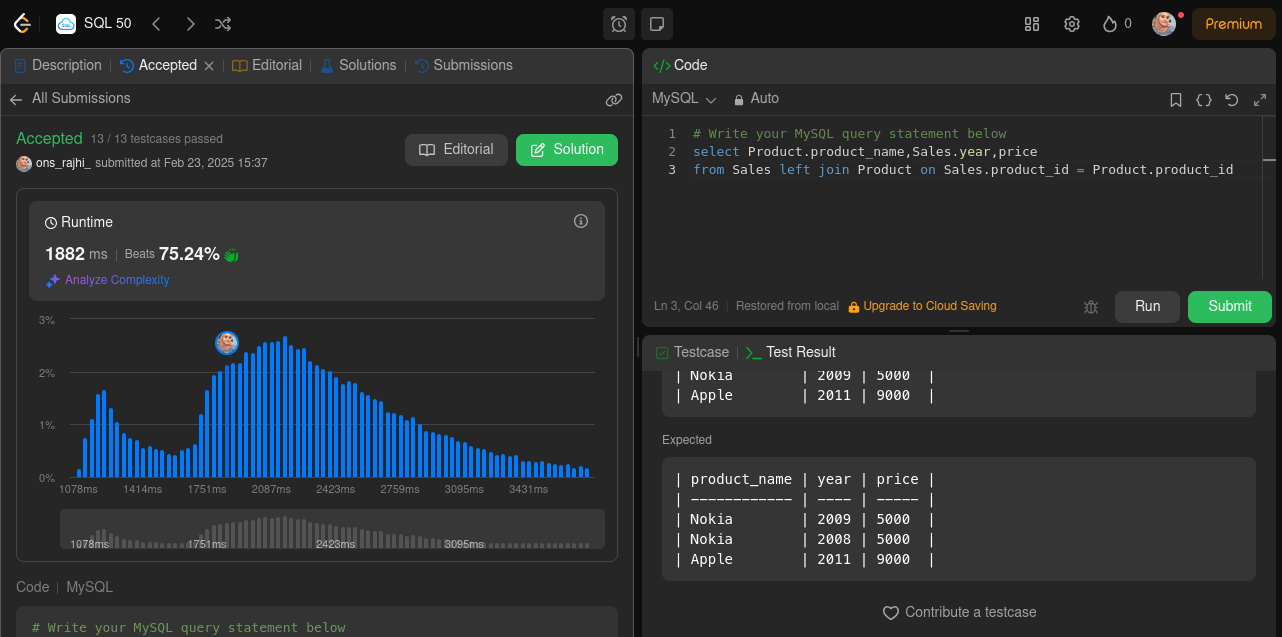 SQL 50
0
Premium
Description | Accepted | Editorial | Solutions | Submissions
All Submissions
Accepted 13 / 13 testcases passed
ons_rajhi_ submitted at Feb 23, 2025 15:37
Editorial
Solution
Runtime
1882 ms | Beats 75.24%
Analyze Complexity
3%
2%
1%
0%
1078ms 1414ms 1751ms 2087ms 2423ms 2759ms 3095ms 3431ms
1078ms 1751ms 2423ms 3095ms
Code | MySQL
# Write your MySQL query statement below
</> Code
MySQL Auto
1 # Write your MySQL query statement below
2 select Product.product_name,Sales.year,price
3 from Sales left join Product on Sales.product_id = Product.product_id
Ln 3, Col 46 | Restored from local Upgrade to Cloud Saving
Run
Submit
Testcase | >_ Test Result
| Nokia | 2009 | 5000 |
| Apple | 2011 | 9000 |
Expected
| product_name | year | price |
| ------------ | ---- | ----- |
| Nokia | 2009 | 5000 |
| Nokia | 2008 | 5000 |
| Apple | 2011 | 9000 |
Contribute a testcase